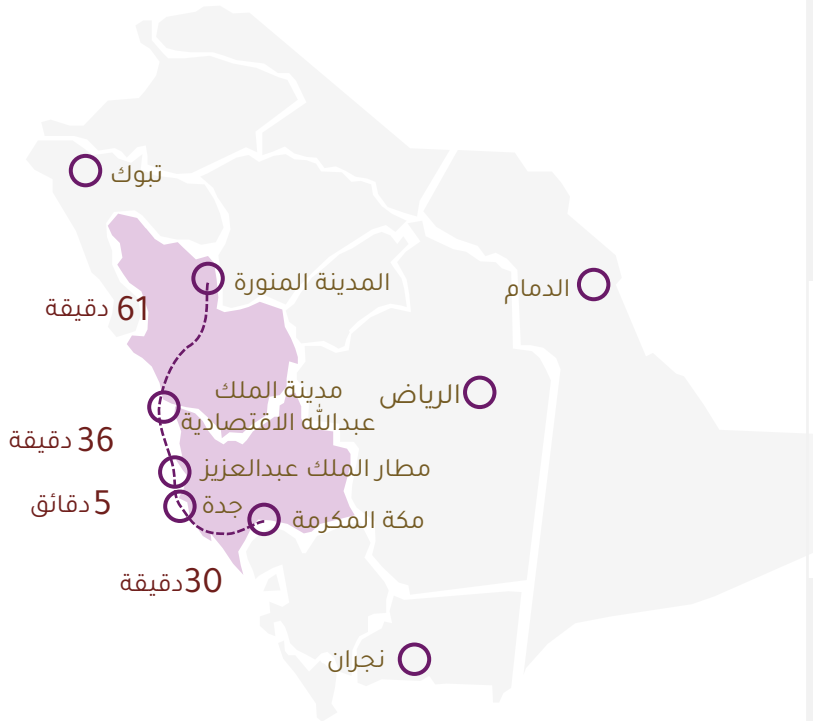 تبوك
المدينة المنورة
الدمام
61 دقيقة
مدينة الملك
عبدالله الاقتصادية
الرياض
36 دقيقة
مطار الملك عبدالعزيز
5 دقائق
جدة
مكة المكرمة
30دقيقة
نجران